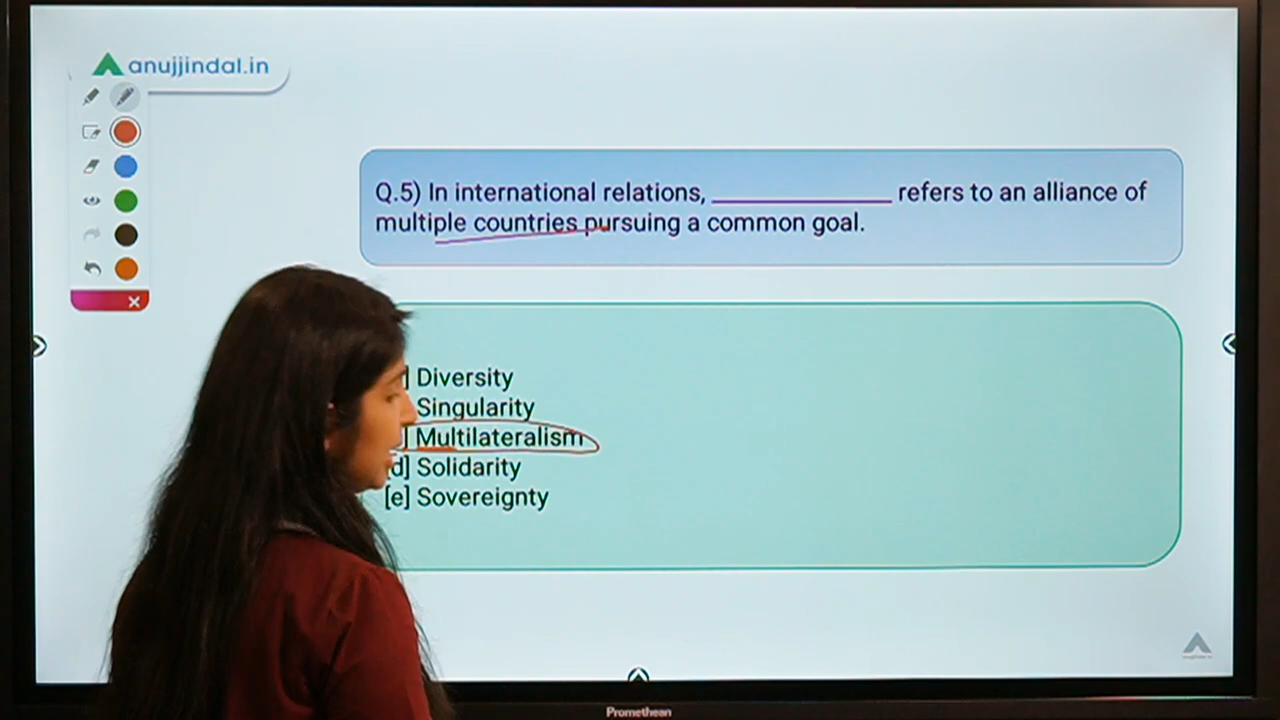 anujjindal.in
Q.5) In international relations, ____________ refers to an alliance of
multiple countries pursuing a common goal.
] Diversity
Singularity
] Multilateralism
d] Solidarity
[e] Sovereignty
Promethean